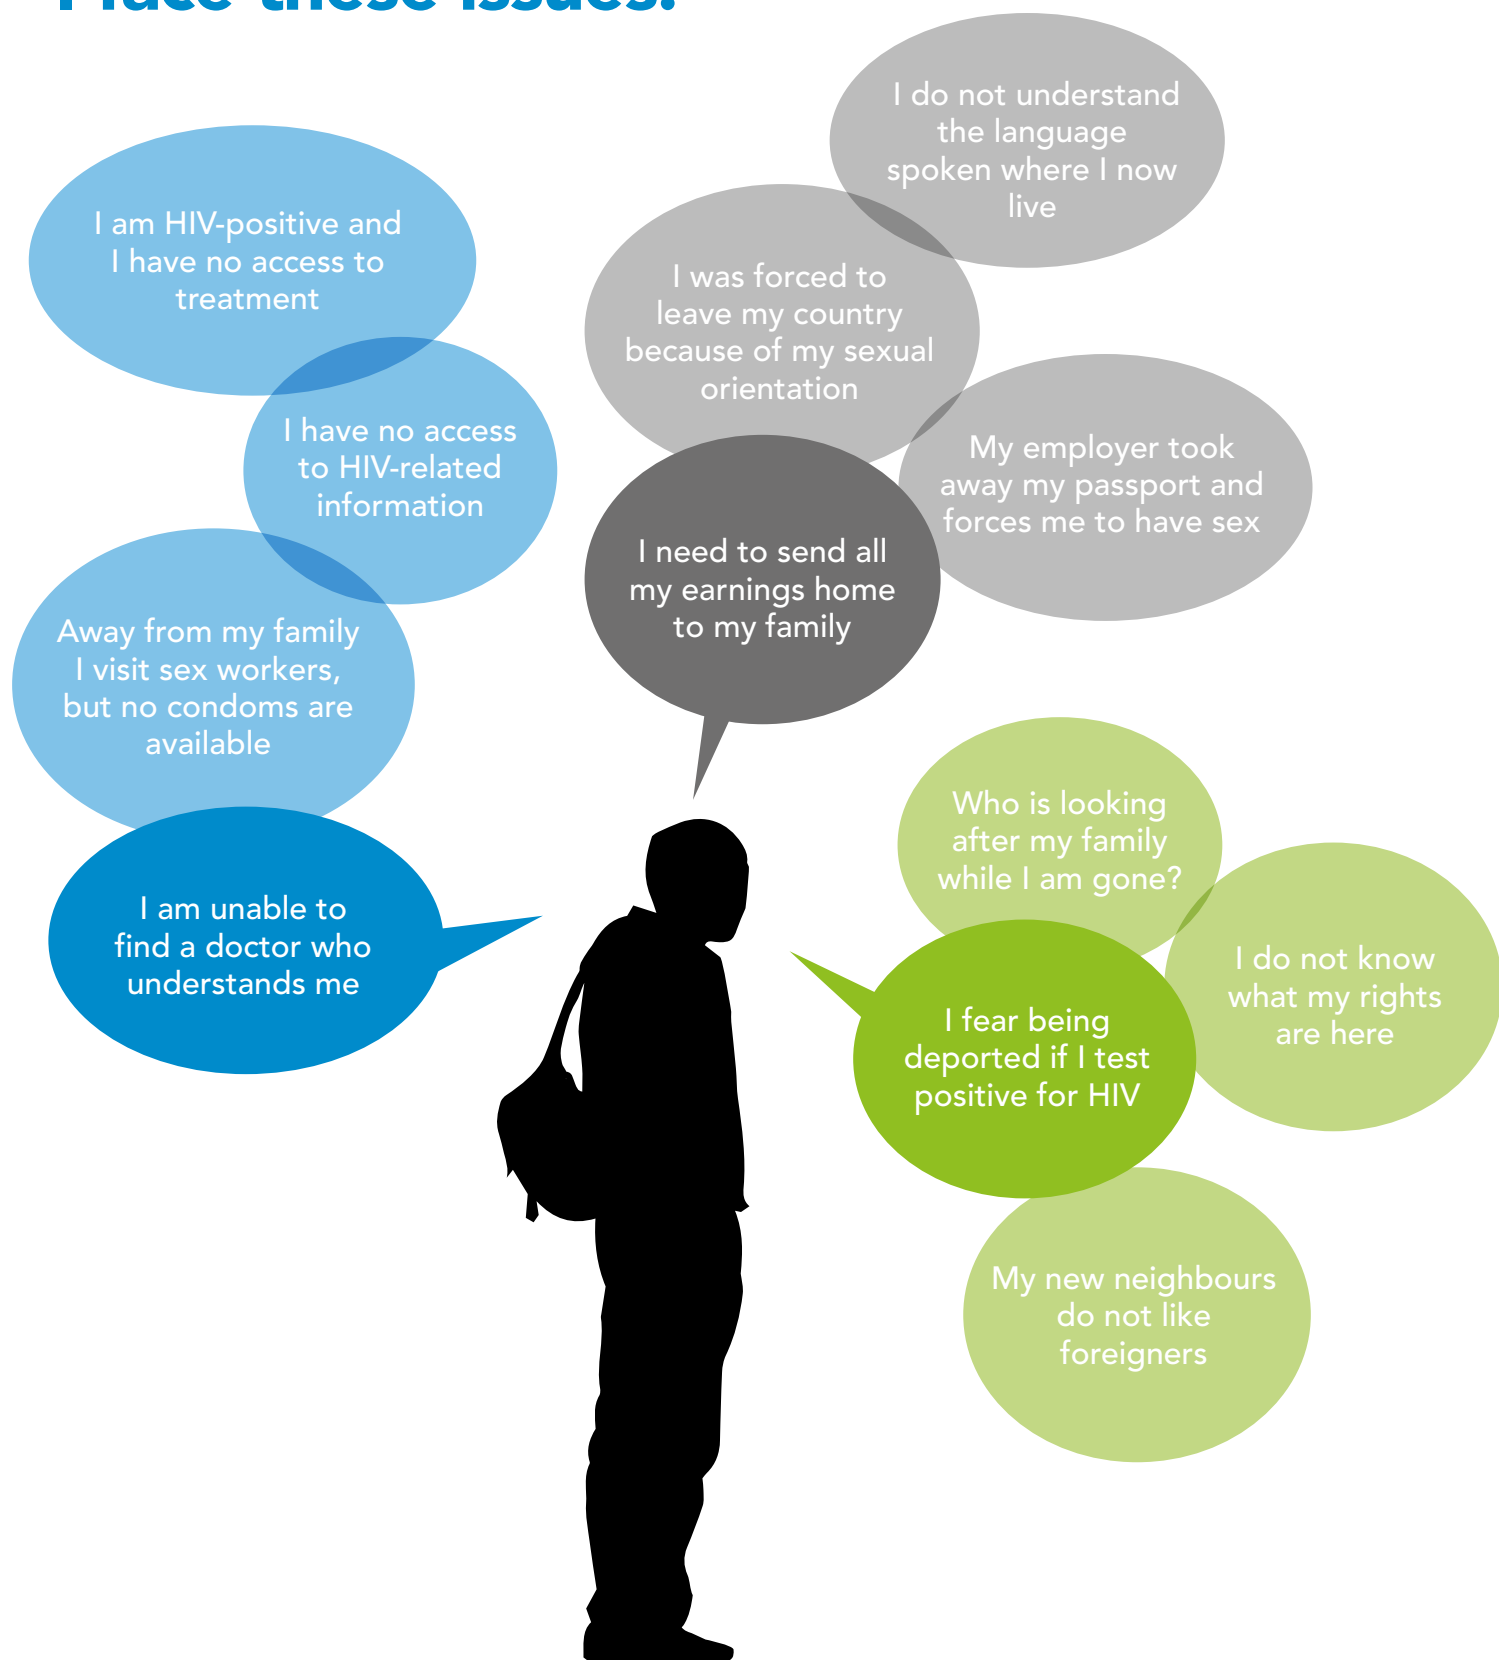 I face these issues.
I do not understand
the language
spoken where I now
live
I am HIV-positive and
I have no access to
treatment
I was forced to
leave my country
because of my sexual
orientation
I have no access
to HIV-related
information
My employer took
away my passport and
forces me to have sex
I need to send all
my earnings home
to my family
Away from my family
I visit sex workers,
but no condoms are
available
Who is looking
after my family
while I am gone?
I am unable to
find a doctor who
understands me
I do not know
what my rights
are here
I fear being
deported if I test
positive for HIV
My new neighbours
do not like
foreigners